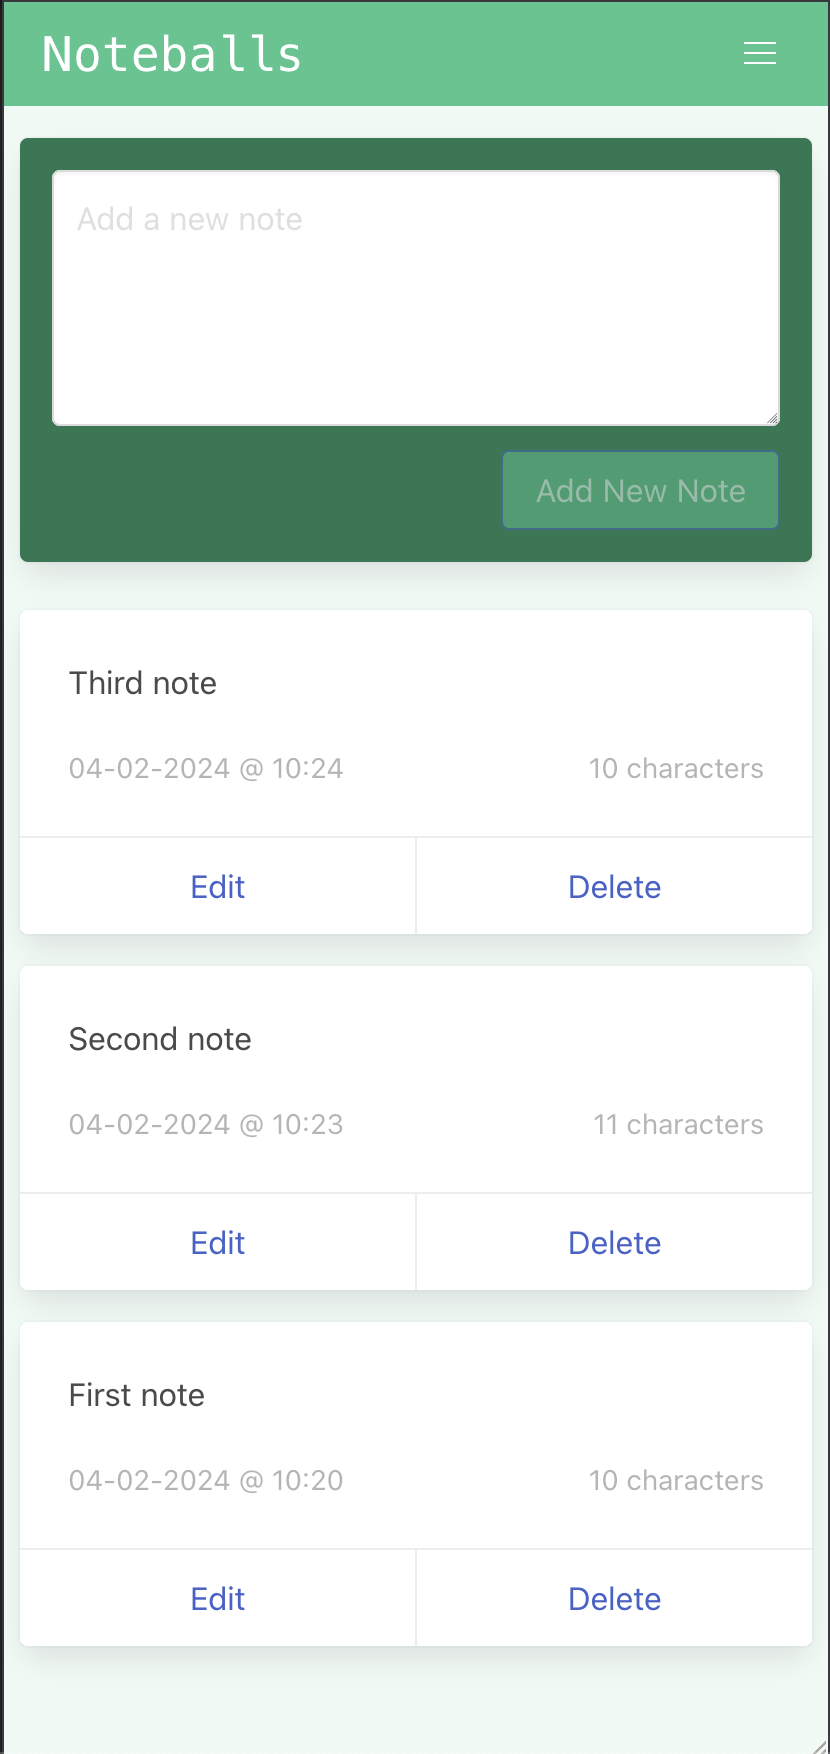 Noteballs
Add a new note
Add New Note
Third note
04-02-2024 @ 10:24 10 characters
Edit Delete
Second note
04-02-2024 @ 10:23 11 characters
Edit Delete
First note
04-02-2024 @ 10:20 10 characters
Edit Delete